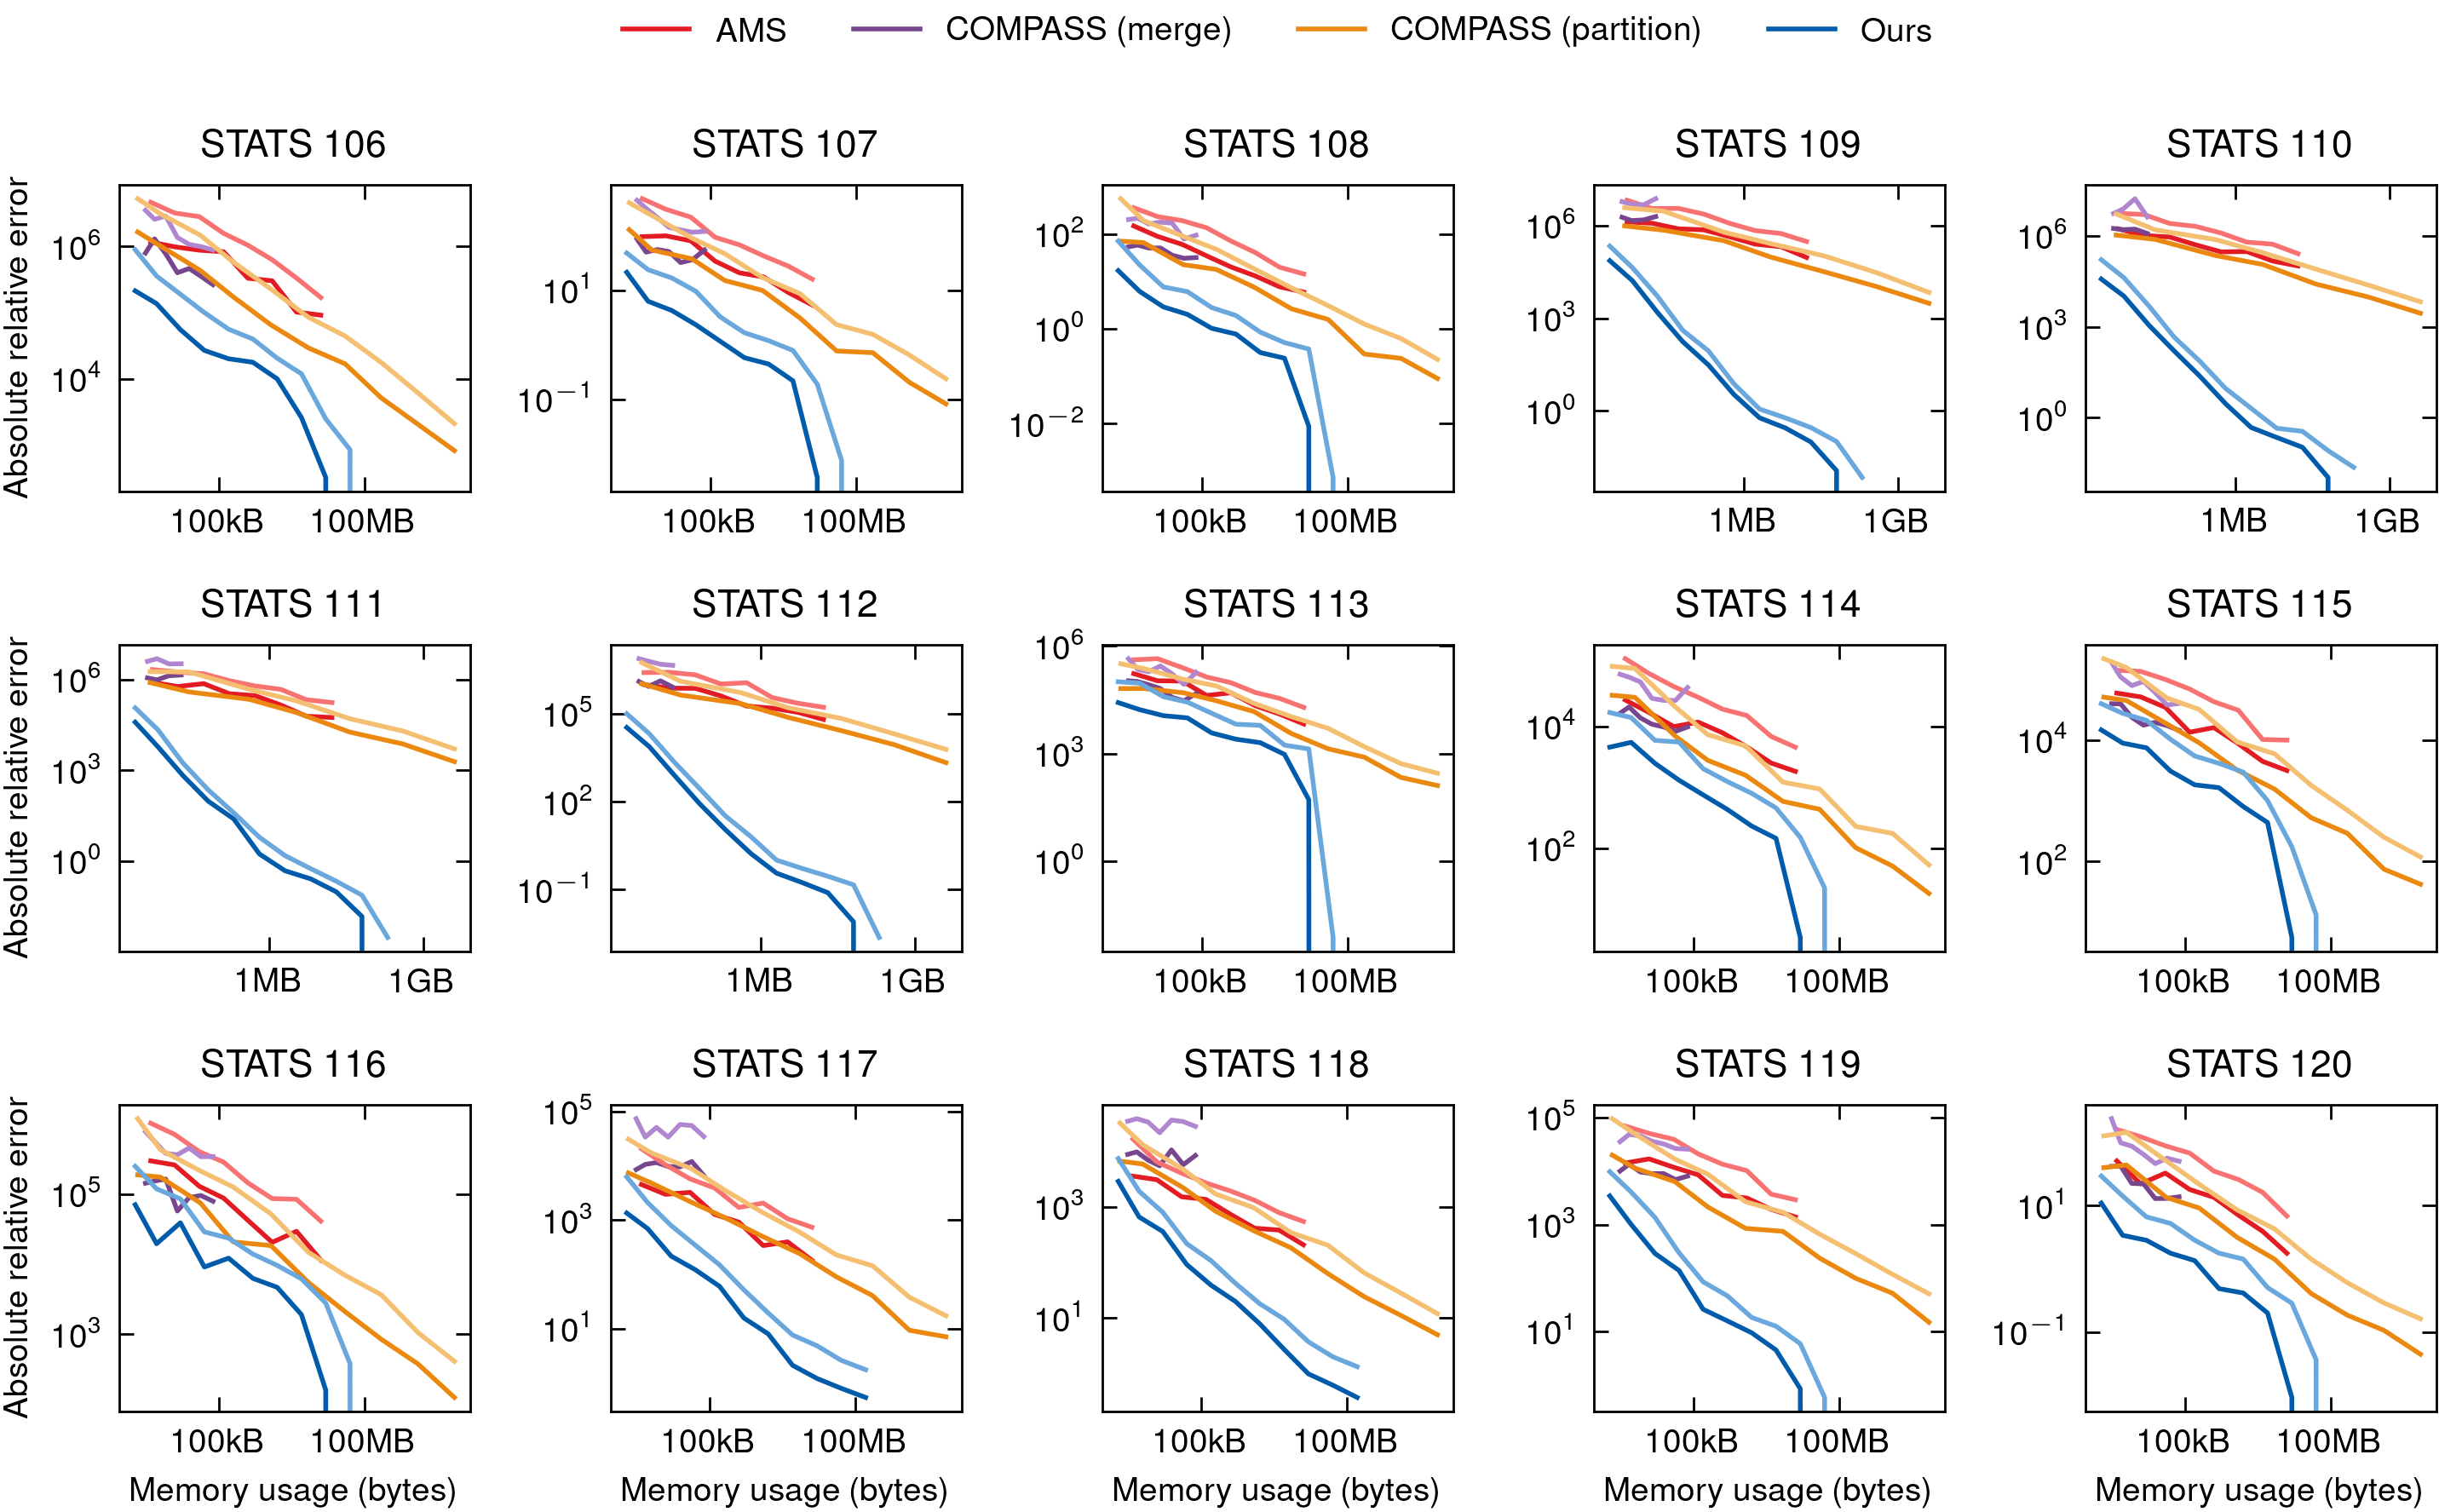 AMS COMPASS (merge) COMPASS (partition) Ours
STATS 106 STATS 107 STATS 108 STATS 109 STATS 110
Absolute relative error
10^6
10^4
100kB 100MB
10^1
10^−1
100kB 100MB
10^2
10^0
10^−2
100kB 100MB
10^6
10^3
10^0
1MB 1GB
10^6
10^3
10^0
1MB 1GB
STATS 111 STATS 112 STATS 113 STATS 114 STATS 115
Absolute relative error
10^6
10^3
10^0
1MB 1GB
10^5
10^2
10^−1
1MB 1GB
10^6
10^3
10^0
100kB 100MB
10^4
10^2
100kB 100MB
10^4
10^2
100kB 100MB
STATS 116 STATS 117 STATS 118 STATS 119 STATS 120
Absolute relative error
10^5
10^3
100kB 100MB
Memory usage (bytes)
10^5
10^3
10^1
100kB 100MB
Memory usage (bytes)
10^3
10^1
100kB 100MB
Memory usage (bytes)
10^5
10^3
10^1
100kB 100MB
Memory usage (bytes)
10^1
10^−1
100kB 100MB
Memory usage (bytes)